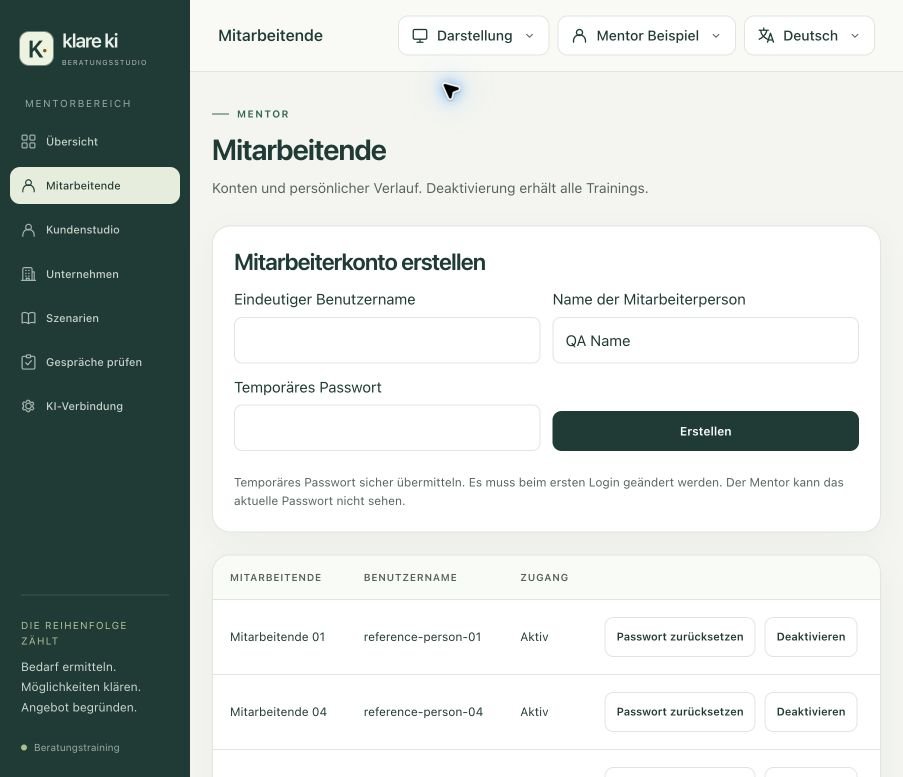 K.
klare ki
BERATUNGSSTUDIO
MENTORBEREICH
Übersicht
Mitarbeitende
Kundenstudio
Unternehmen
Szenarien
Gespräche prüfen
KI-Verbindung
DIE REIHENFOLGE
ZÄHLT
Bedarf ermitteln.
Möglichkeiten klären.
Angebot begründen.
Beratungstraining
Mitarbeitende
Darstellung
Mentor Beispiel
Deutsch
MENTOR
Mitarbeitende
Konten und persönlicher Verlauf. Deaktivierung erhält alle Trainings.
Mitarbeiterkonto erstellen
Eindeutiger Benutzername
Name der Mitarbeiterperson
QA Name
Temporäres Passwort
Erstellen
Temporäres Passwort sicher übermitteln. Es muss beim ersten Login geändert werden. Der Mentor kann das
aktuelle Passwort nicht sehen.
MITARBEITENDE BENUTZERNAME ZUGANG
Mitarbeitende 01 reference-person-01 Aktiv Passwort zurücksetzen Deaktivieren
Mitarbeitende 04 reference-person-04 Aktiv Passwort zurücksetzen Deaktivieren